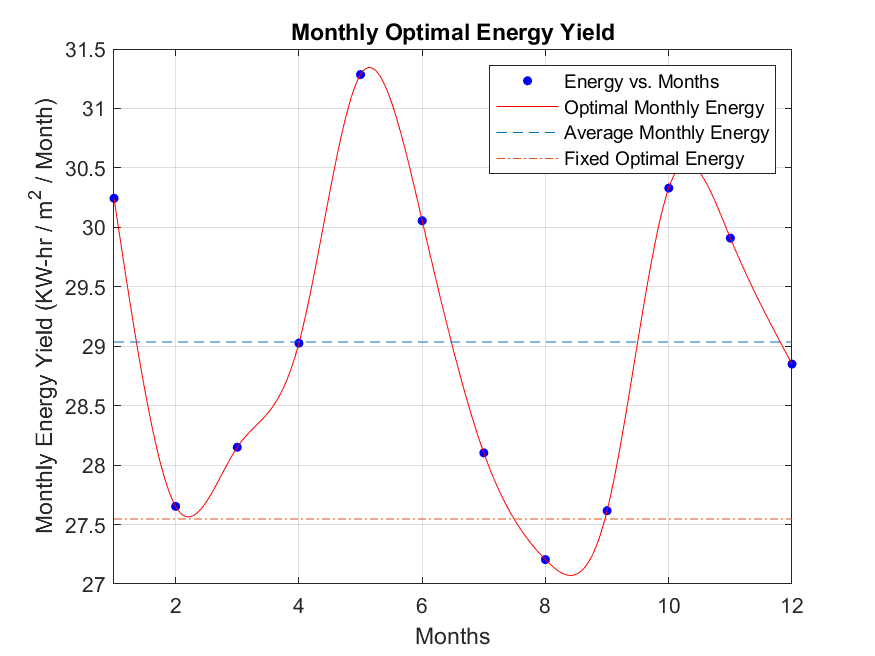 Monthly Optimal Energy Yield
Monthly Energy Yield (KW-hr / m² / Month)
31.5
31
30.5
30
29.5
29
28.5
28
27.5
27
Energy vs. Months
Optimal Monthly Energy
Average Monthly Energy
Fixed Optimal Energy
2 4 6 8 10 12
Months